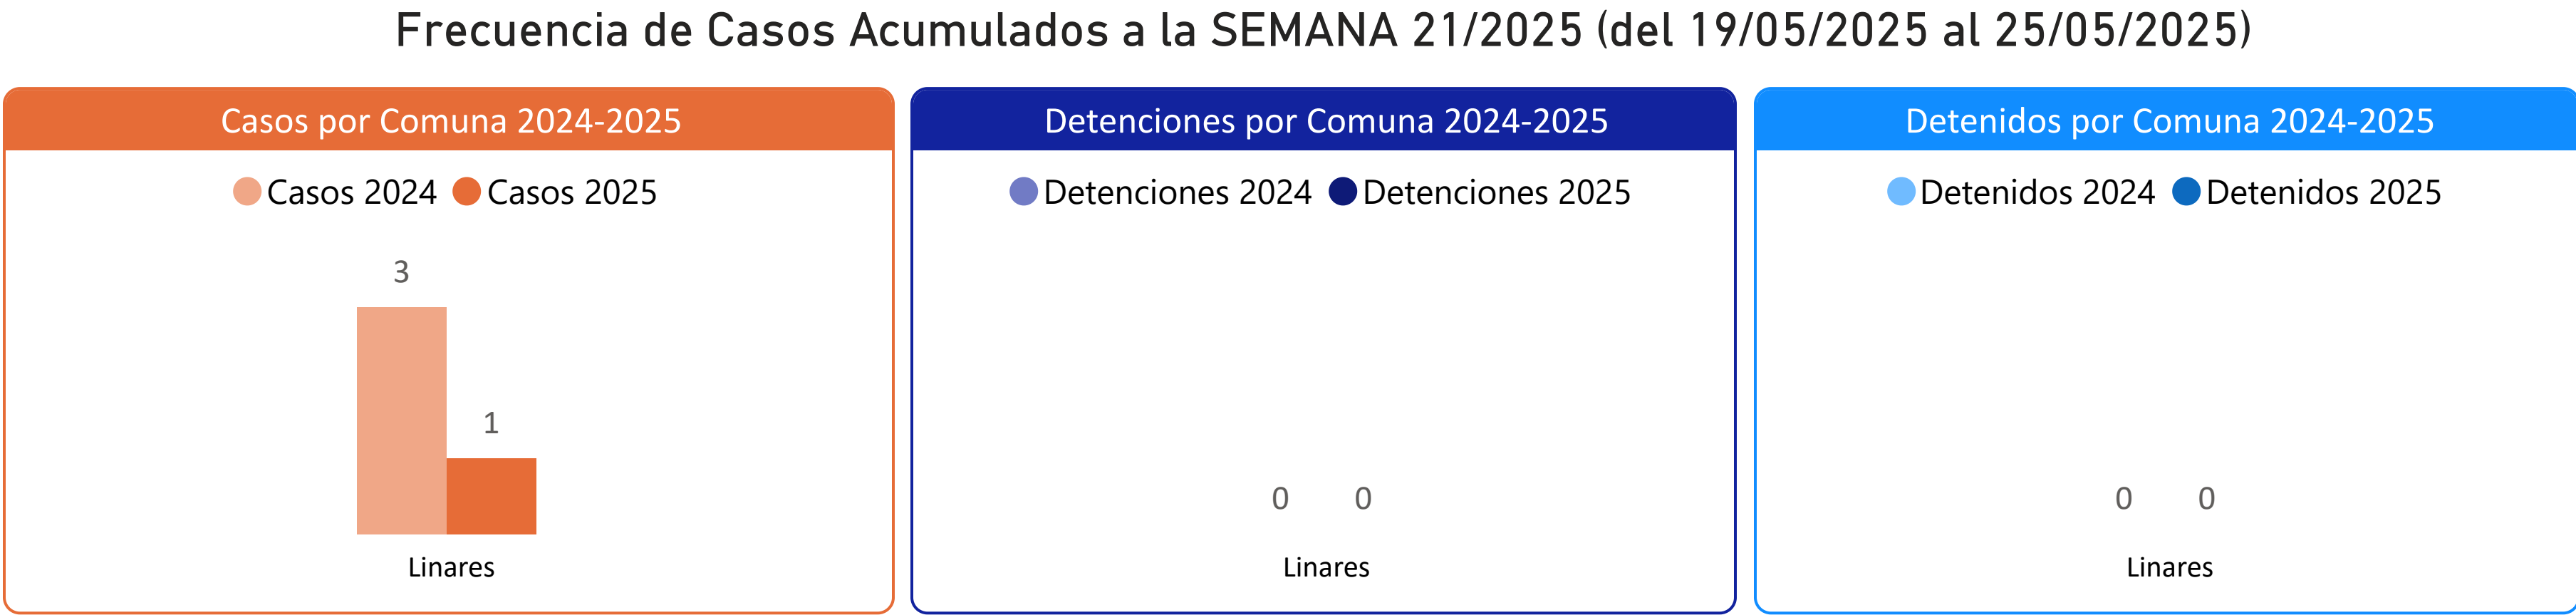 Frecuencia de Casos Acumulados a la SEMANA 21/2025 (del 19/05/2025 al 25/05/2025)
Casos por Comuna 2024-2025
Casos 2024 Casos 2025
3
1
Linares
Detenciones por Comuna 2024-2025
Detenciones 2024 Detenciones 2025
0 0
Linares
Detenidos por Comuna 2024-2025
Detenidos 2024 Detenidos 2025
0 0
Linares